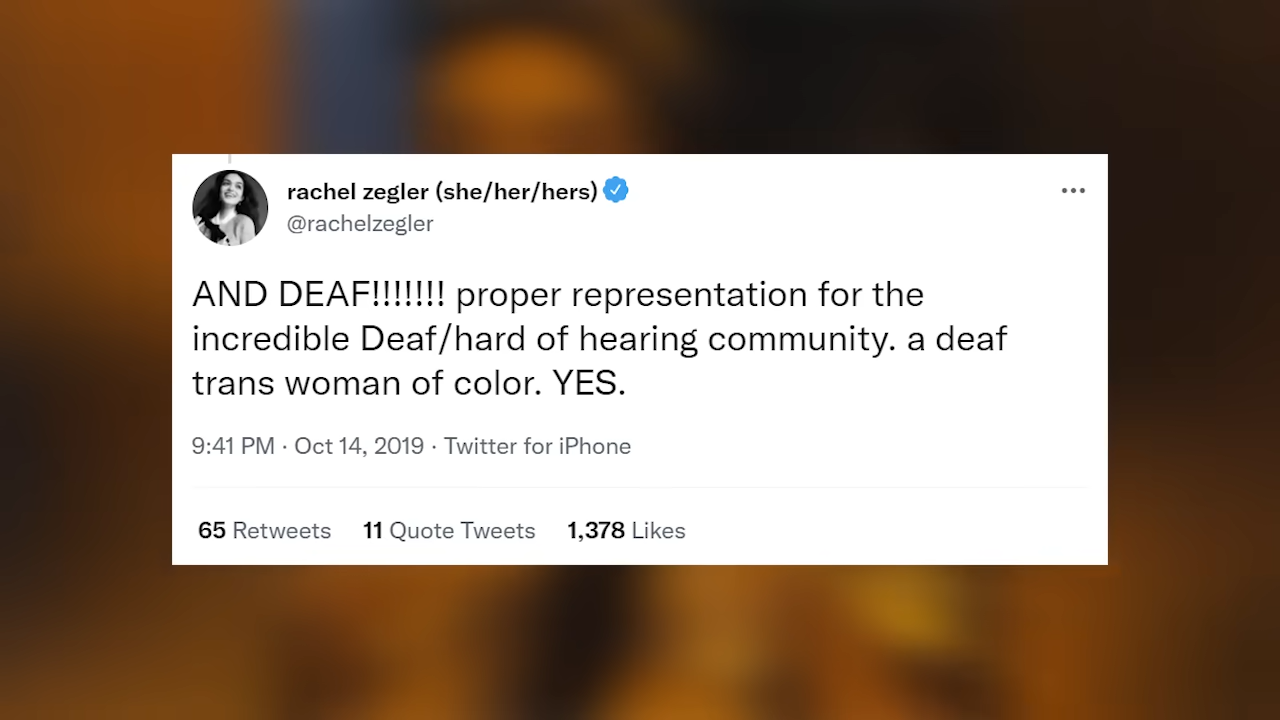 rachel zegler (she/her/hers)
@rachelzegler
AND DEAF!!!!!!! proper representation for the
incredible Deaf/hard of hearing community. a deaf
trans woman of color. YES.
9:41 PM · Oct 14, 2019 · Twitter for iPhone
65 Retweets 11 Quote Tweets 1,378 Likes